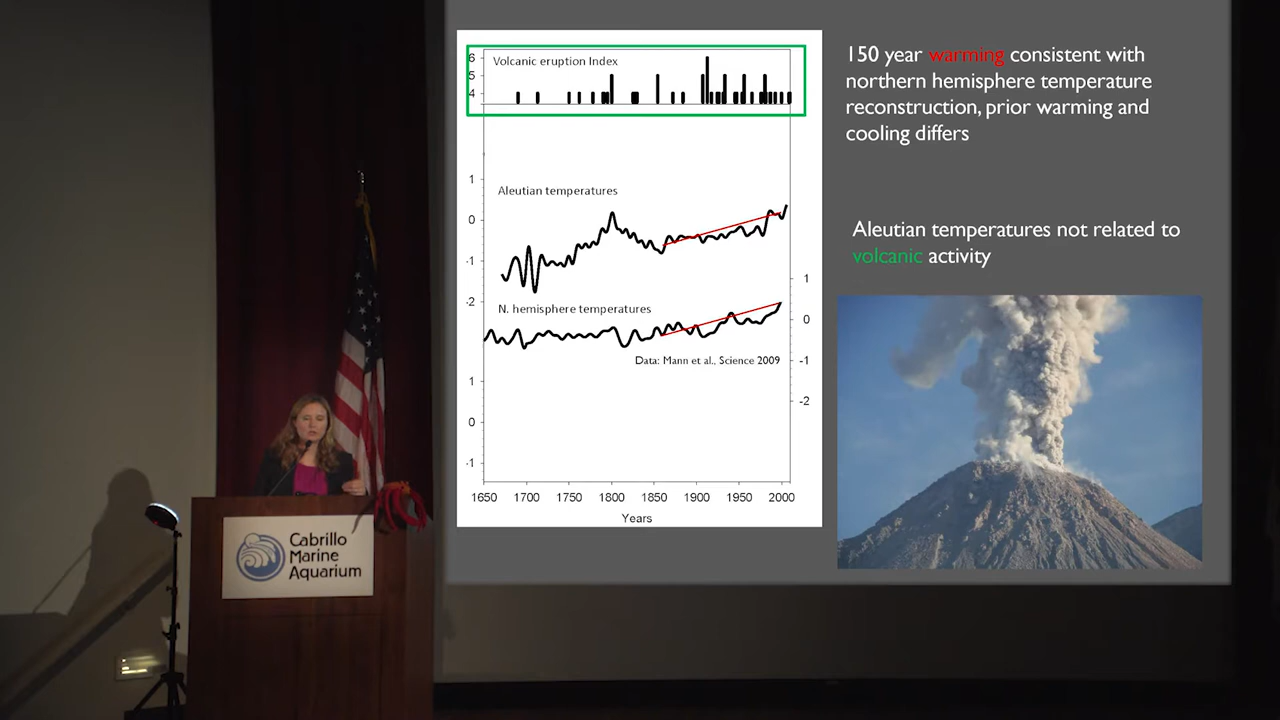 Volcanic eruption Index
6
5
4
Aleutian temperatures
1
0
-1
-2
N. hemisphere temperatures
1
0
-1
-2
Data: Mann et al., Science 2009
1
0
-1
1650 1700 1750 1800 1850 1900 1950 2000
Years
150 year warming consistent with
northern hemisphere temperature
reconstruction, prior warming and
cooling differs
Aleutian temperatures not related to
volcanic activity
Cabrillo
Marine
Aquarium